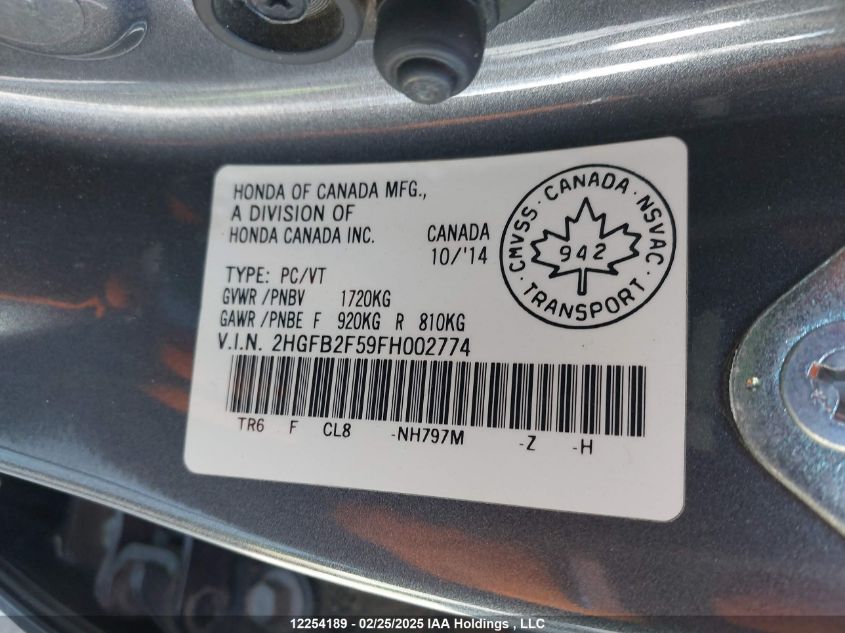 HONDA OF CANADA MFG.,
A DIVISION OF
HONDA CANADA INC. CANADA
10/'14
TYPE: PC/VT
GVWR/PNBV 1720KG
GAWR/PNBE F 920KG R 810KG
V.I.N. 2HGFB2F59FH002774
TR6 F CL8 -NH797M -Z -H
CMVSS · CANADA · NSVAC
942
· TRANSPORT ·
12254189 - 02/25/2025 IAA Holdings , LLC